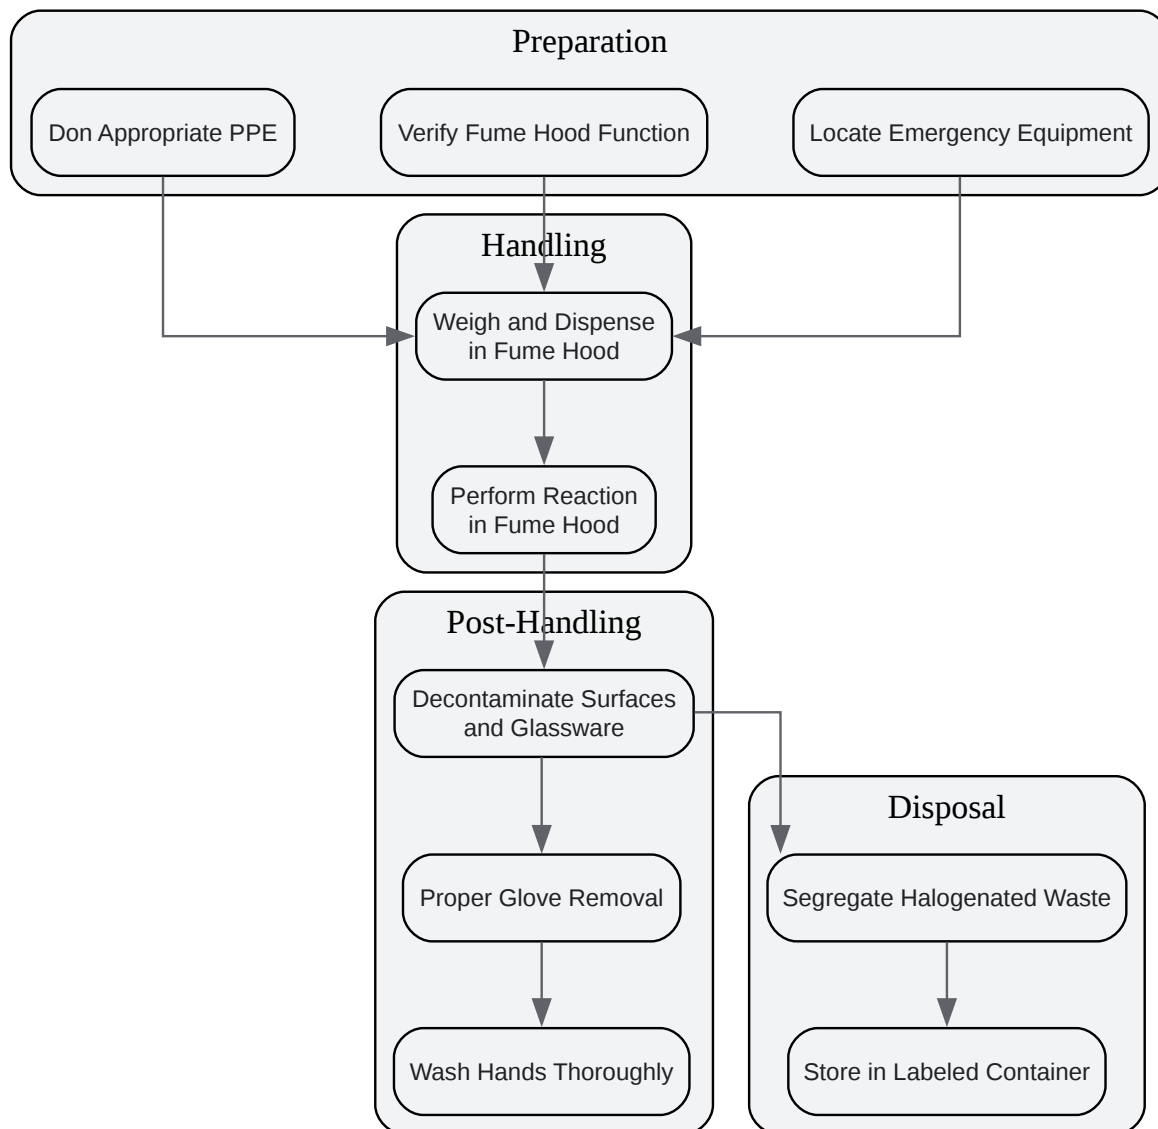 Preparation
Don Appropriate PPE
Verify Fume Hood Function
Locate Emergency Equipment
Handling
Weigh and Dispense
in Fume Hood
Perform Reaction
in Fume Hood
Post-Handling
Decontaminate Surfaces
and Glassware
Proper Glove Removal
Wash Hands Thoroughly
Disposal
Segregate Halogenated Waste
Store in Labeled Container